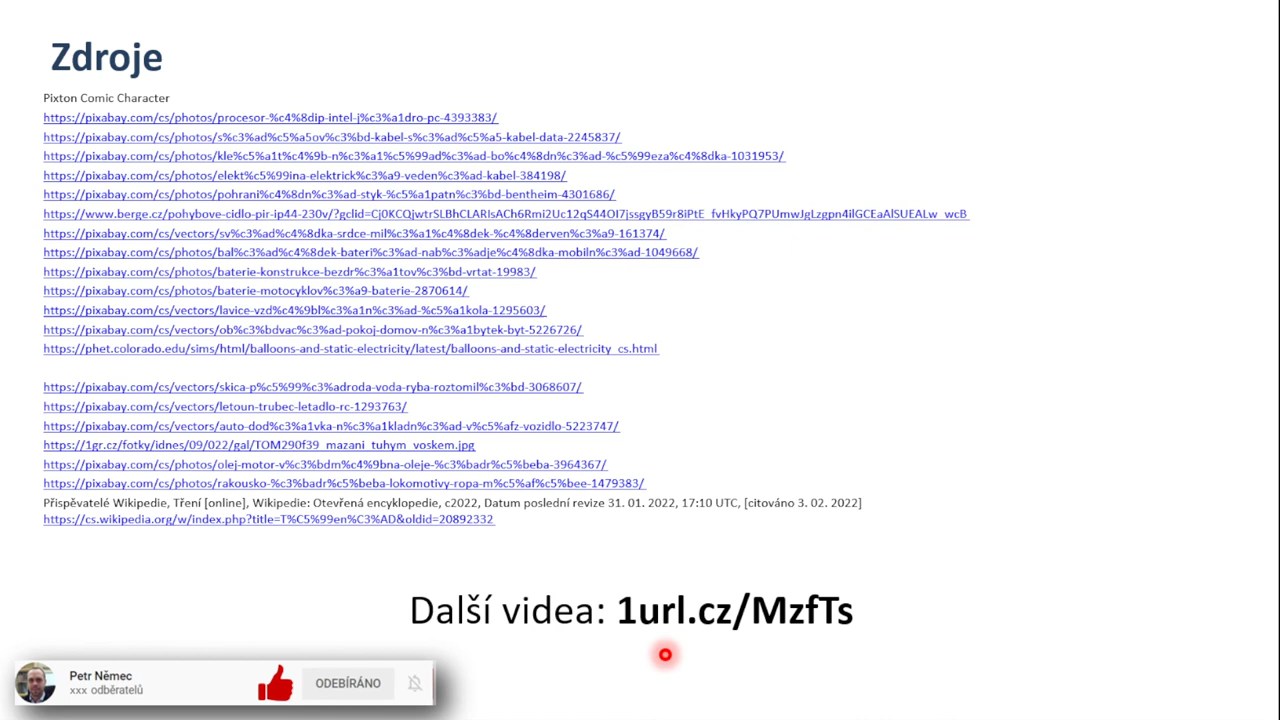 Zdroje
Pixton Comic Character
https://pixabay.com/cs/photos/procesor-%c4%8dip-intel-j%c3%a1dro-pc-4393383/
https://pixabay.com/cs/photos/s%c3%ad%c5%a5ov%c3%bd-kabel-s%c3%ad%c5%a5-kabel-data-2245837/
https://pixabay.com/cs/photos/kle%c5%a1t%c4%9b-n%c3%a1%c5%99ad%c3%ad-bo%c4%8dn%c3%ad-%c5%99eza%c4%8dka-1031953/
https://pixabay.com/cs/photos/elekt%c5%99ina-elektrick%c3%a9-veden%c3%ad-kabel-384198/
https://pixabay.com/cs/photos/pohrani%c4%8dn%c3%ad-styk-%c5%a1patn%c3%bd-bentheim-4301686/
https://www.berge.cz/pohybove-cidlo-pir-ip44-230v/?gclid=Cj0KCQjwtrSLBhCLARIsACh6Rmi2Uc12qS44OI7jssgyB59r8iPtE_fvHkyPQ7PUmwJgLzgpn4ilGCEaAlSUEALw_wcB
https://pixabay.com/cs/vectors/sv%c3%ad%c4%8dka-srdce-mil%c3%a1%c4%8dek-%c4%8derven%c3%a9-161374/
https://pixabay.com/cs/photos/bal%c3%ad%c4%8dek-bateri%c3%ad-nab%c3%adje%c4%8dka-mobiln%c3%ad-1049668/
https://pixabay.com/cs/photos/baterie-konstrukce-bezdr%c3%a1tov%c3%bd-vrtat-19983/
https://pixabay.com/cs/photos/baterie-motocyklov%c3%a9-baterie-2870614/
https://pixabay.com/cs/vectors/lavice-vzd%c4%9bl%c3%a1n%c3%ad-%c5%a1kola-1295603/
https://pixabay.com/cs/vectors/ob%c3%bdvac%c3%ad-pokoj-domov-n%c3%a1bytek-byt-5226726/
https://phet.colorado.edu/sims/html/balloons-and-static-electricity/latest/balloons-and-static-electricity_cs.html
https://pixabay.com/cs/vectors/skica-p%c5%99%c3%adroda-voda-ryba-roztomil%c3%bd-3068607/
https://pixabay.com/cs/vectors/letoun-trubec-letadlo-rc-1293763/
https://pixabay.com/cs/vectors/auto-dod%c3%a1vka-n%c3%a1kladn%c3%ad-v%c5%afz-vozidlo-5223747/
https://1gr.cz/fotky/idnes/09/022/gal/TOM290f39_mazani_tuhym_voskem.jpg
https://pixabay.com/cs/photos/olej-motor-v%c3%bdm%c4%9bna-oleje-%c3%badr%c5%beba-3964367/
https://pixabay.com/cs/photos/rakousko-%c3%badr%c5%beba-lokomotivy-ropa-m%c5%af%c5%bee-1479383/
Přispěvatelé Wikipedie, Tření [online], Wikipedie: Otevřená encyklopedie, c2022, Datum poslední revize 31. 01. 2022, 17:10 UTC, [citováno 3. 02. 2022]
https://cs.wikipedia.org/w/index.php?title=T%C5%99en%C3%AD&oldid=20892332
Další videa: 1url.cz/MzfTs
Petr Němec
xxx odběratelů
ODEBÍRÁNO